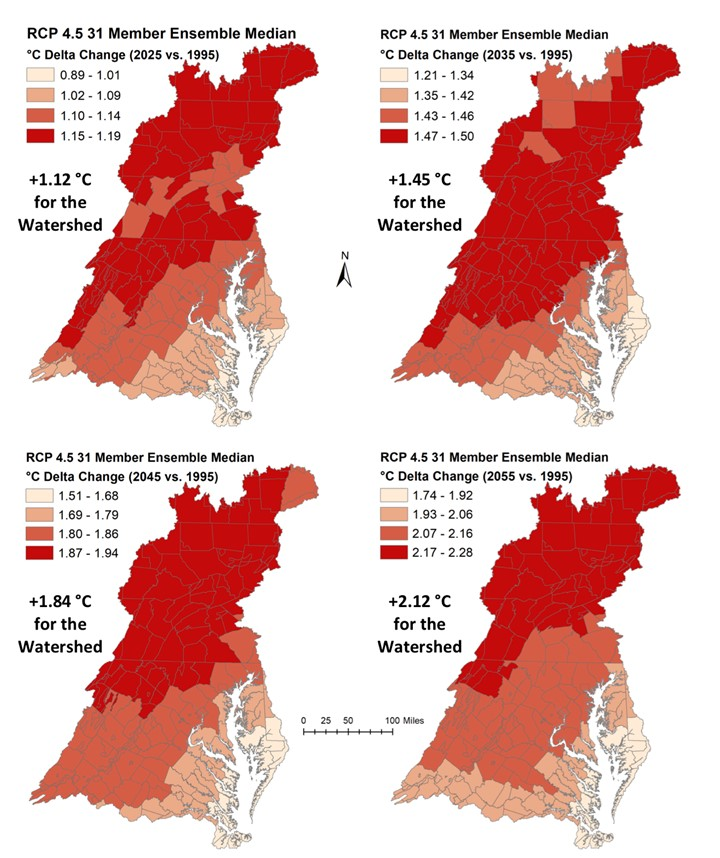 RCP 4.5 31 Member Ensemble Median
°C Delta Change (2025 vs. 1995)
0.89 - 1.01
1.02 - 1.09
1.10 - 1.14
1.15 - 1.19
+1.12 °C
for the
Watershed
RCP 4.5 31 Member Ensemble Median
°C Delta Change (2035 vs. 1995)
1.21 - 1.34
1.35 - 1.42
1.43 - 1.46
1.47 - 1.50
+1.45 °C
for the
Watershed
N
RCP 4.5 31 Member Ensemble Median
°C Delta Change (2045 vs. 1995)
1.51 - 1.68
1.69 - 1.79
1.80 - 1.86
1.87 - 1.94
+1.84 °C
for the
Watershed
RCP 4.5 31 Member Ensemble Median
°C Delta Change (2055 vs. 1995)
1.74 - 1.92
1.93 - 2.06
2.07 - 2.16
2.17 - 2.28
+2.12 °C
for the
Watershed
0 25 50 100 Miles